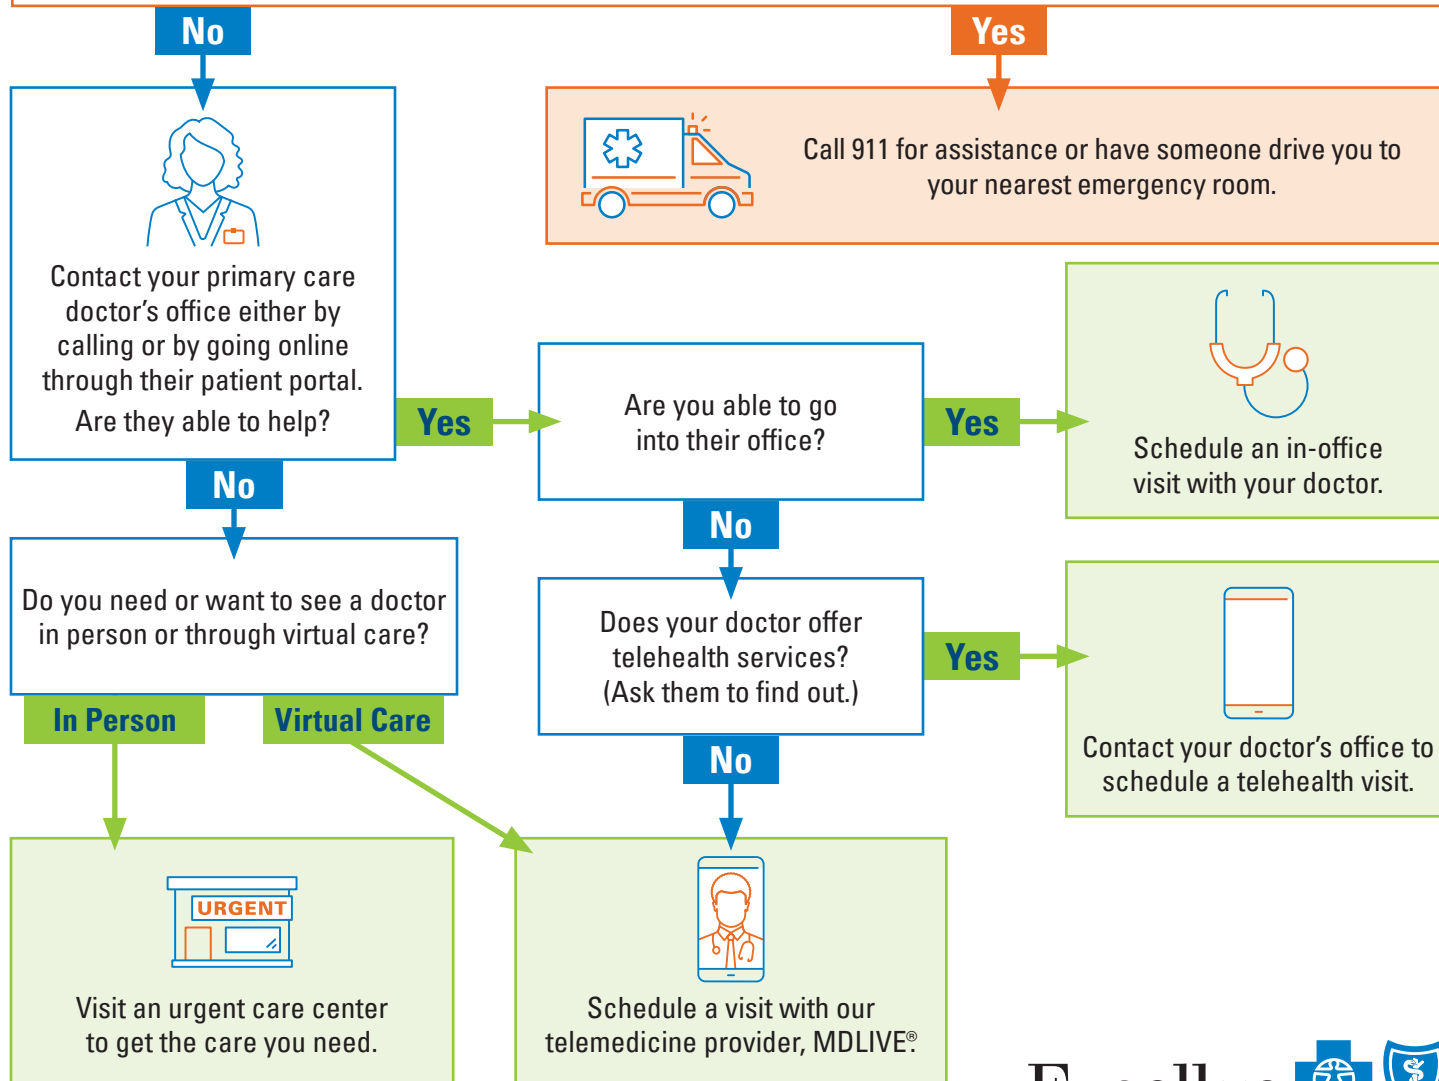 No
Yes
Call 911 for assistance or have someone drive you to
your nearest emergency room.
Contact your primary care
doctor’s office either by
calling or by going online
through their patient portal.
Are they able to help?
Yes
Are you able to go
into their office?
Yes
Schedule an in-office
visit with your doctor.
No
No
Do you need or want to see a doctor
in person or through virtual care?
Does your doctor offer
telehealth services?
(Ask them to find out.)
Yes
Contact your doctor’s office to
schedule a telehealth visit.
In Person
Virtual Care
No
URGENT
Visit an urgent care center
to get the care you need.
Schedule a visit with our
telemedicine provider, MDLIVE®.